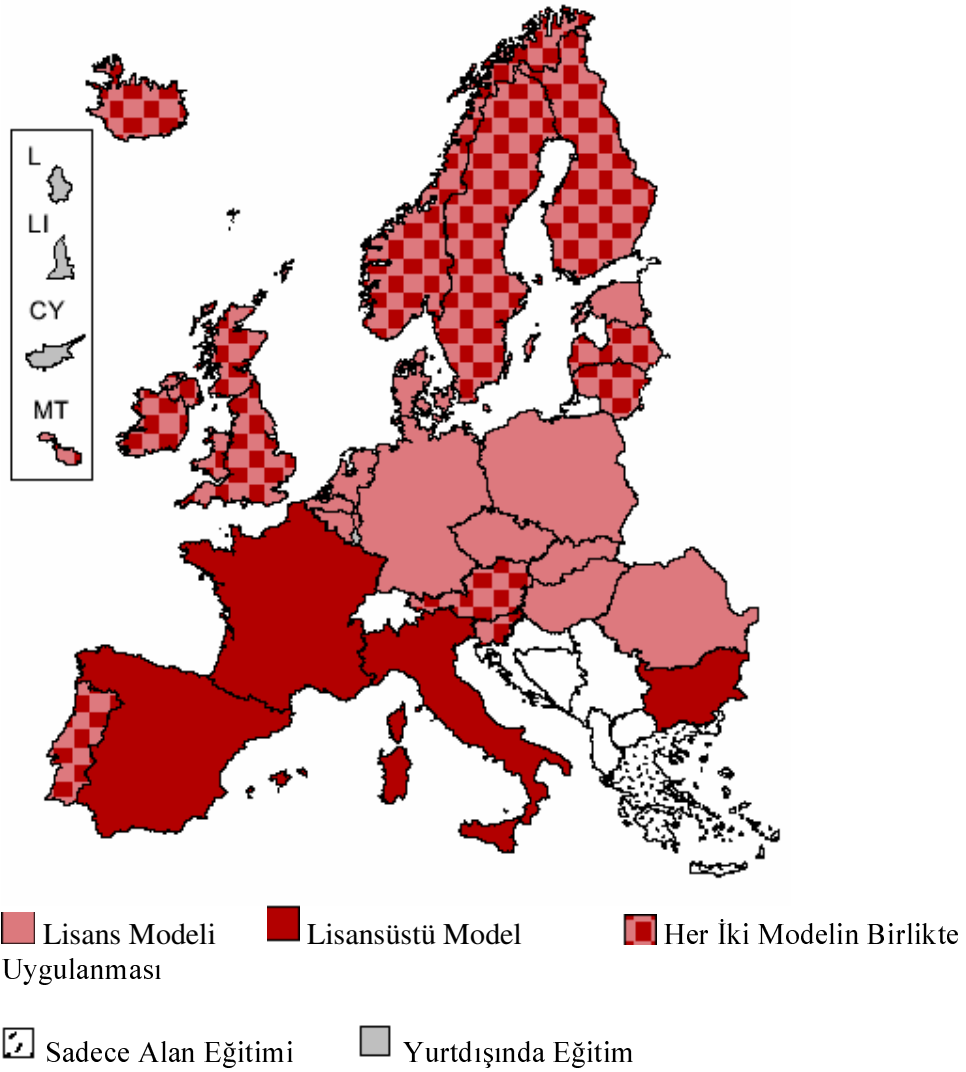 L
LI
CY
MT
Lisans Modeli Lisansüstü Model Her İki Modelin Birlikte
Uygulanması
Sadece Alan Eğitimi Yurtdışında Eğitim